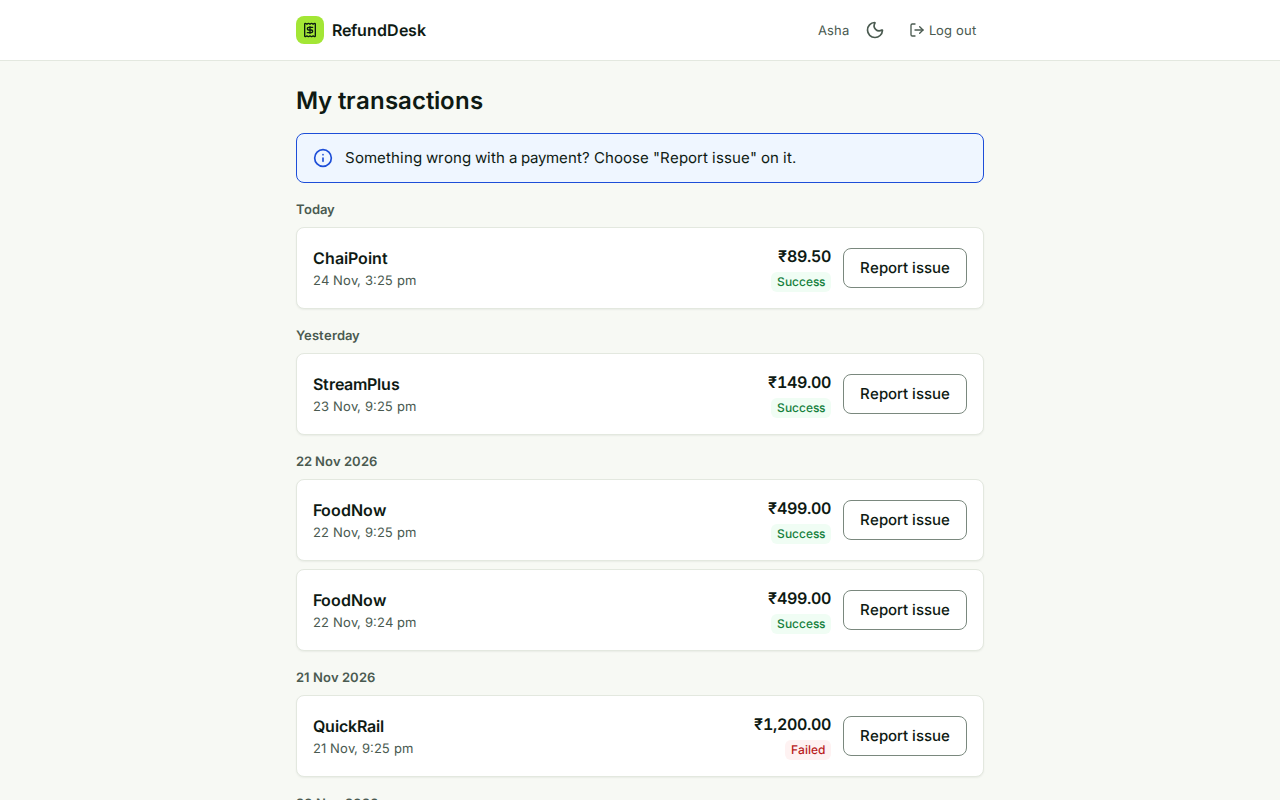 RefundDesk
Asha
Log out
My transactions
Something wrong with a payment? Choose "Report issue" on it.
Today
ChaiPoint
₹89.50
24 Nov, 3:25 pm
Success
Report issue
Yesterday
StreamPlus
₹149.00
23 Nov, 9:25 pm
Success
Report issue
22 Nov 2026
FoodNow
₹499.00
22 Nov, 9:25 pm
Success
Report issue
FoodNow
₹499.00
22 Nov, 9:24 pm
Success
Report issue
21 Nov 2026
QuickRail
₹1,200.00
21 Nov, 9:25 pm
Failed
Report issue